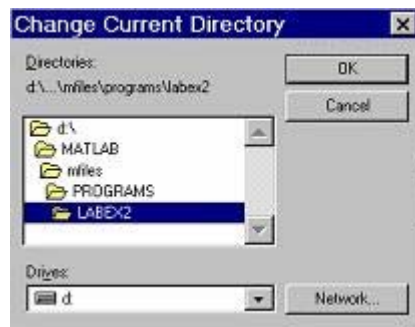 Change Current Directory
Directories:
d:\...\mfiles\programs\labex2
OK
Cancel
d:\
MATLAB
mfiles
PROGRAMS
LABEX2
Drives:
d:
Network...